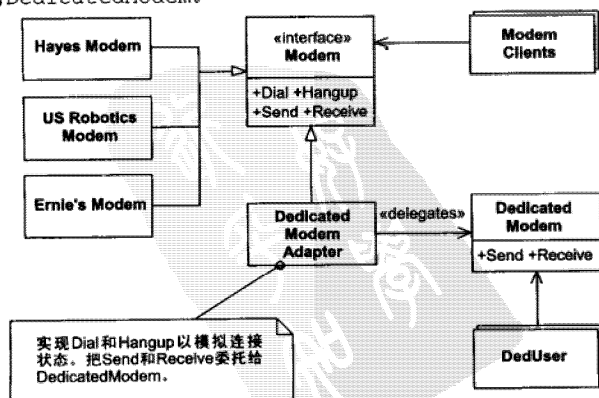 DedicatedModem。
Hayes Modem
«interface»
Modem
+Dial +Hangup
+Send +Receive
Modem
Clients
US Robotics
Modem
Ernie's Modem
Dedicated
Modem
Adapter
«delegates»
Dedicated
Modem
+Send +Receive
实现Dial和Hangup以模拟连接
状态。把Send和Receive委托给
DedicatedModem。
DedUser